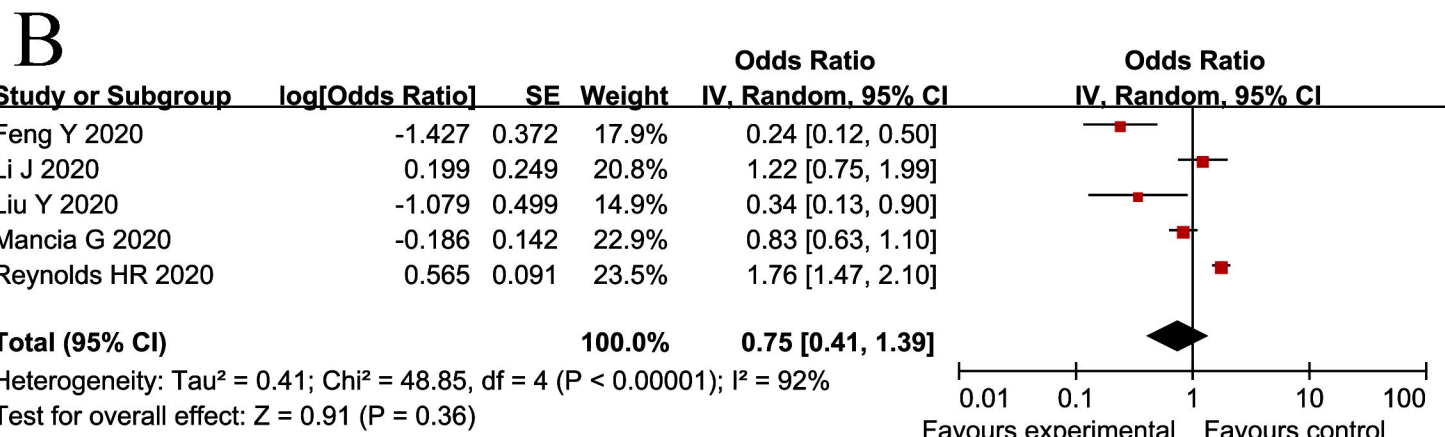 B
Odds Ratio Odds Ratio
Study or Subgroup log[Odds Ratio] SE Weight IV, Random, 95% CI IV, Random, 95% CI
Feng Y 2020 -1.427 0.372 17.9% 0.24 [0.12, 0.50]
Li J 2020 0.199 0.249 20.8% 1.22 [0.75, 1.99]
Liu Y 2020 -1.079 0.499 14.9% 0.34 [0.13, 0.90]
Mancia G 2020 -0.186 0.142 22.9% 0.83 [0.63, 1.10]
Reynolds HR 2020 0.565 0.091 23.5% 1.76 [1.47, 2.10]
Total (95% CI) 100.0% 0.75 [0.41, 1.39]
Heterogeneity: Tau² = 0.41; Chi² = 48.85, df = 4 (P < 0.00001); I² = 92%
Test for overall effect: Z = 0.91 (P = 0.36)
0.01 0.1 1 10 100
Favours experimental Favours control